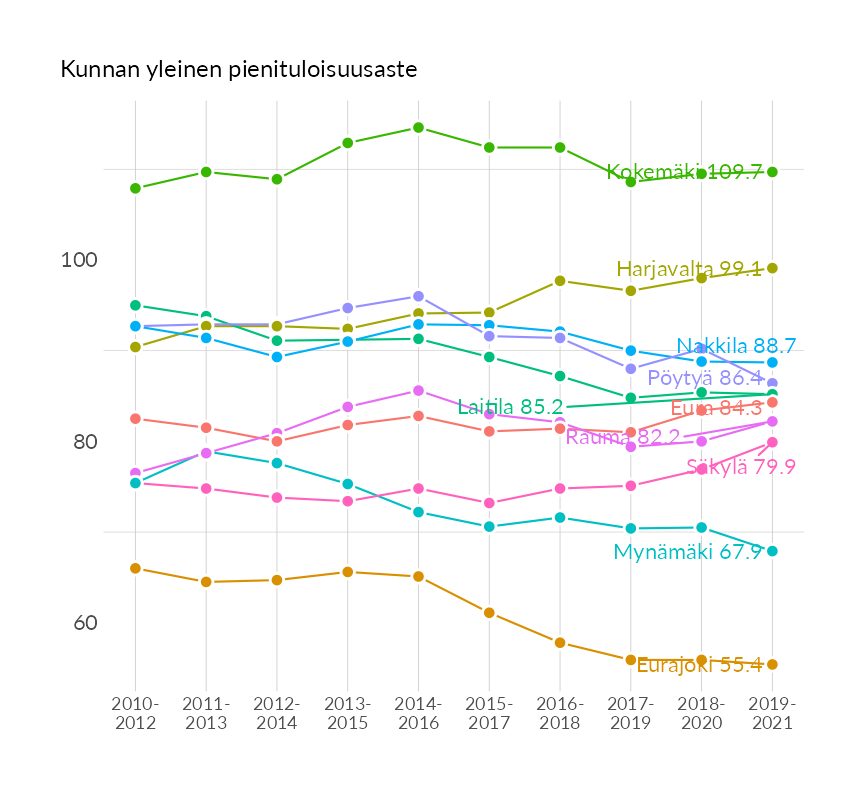 Kunnan yleinen pienituloisuusaste
Kokemäki 109.7
100
Harjavalta 99.1
Nakkila 88.7
Pöytyä 86.4
Laitila 85.2
Eura 84.3
80
Rauma 82.2
Säkylä 79.9
Mynämäki 67.9
60
Eurajoki 55.4
2010- 2011- 2012- 2013- 2014- 2015- 2016- 2017- 2018- 2019-
2012 2013 2014 2015 2016 2017 2018 2019 2020 2021